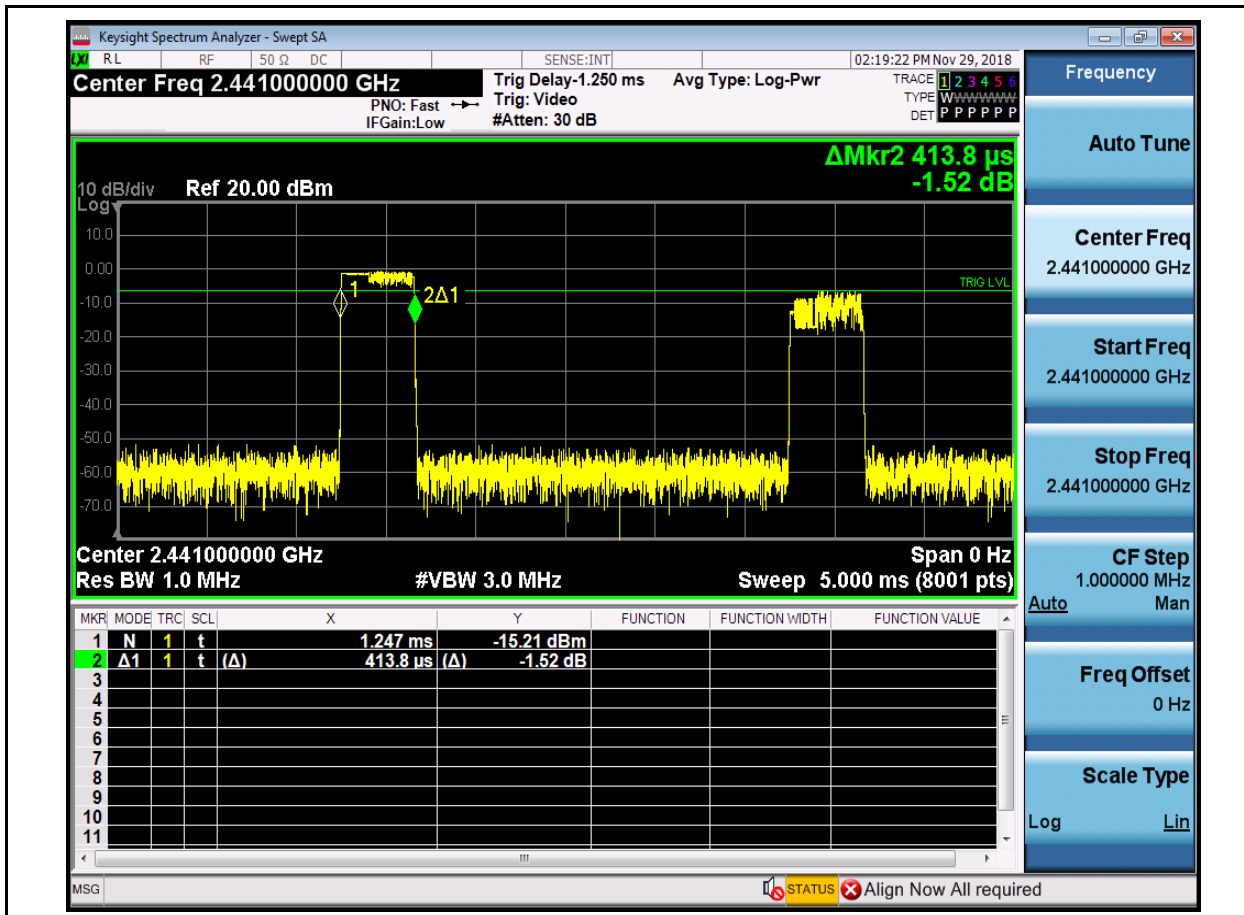 Keysight Spectrum Analyzer - Swept SA
LXI RL RF 50 Ω DC SENSE:INT 02:19:22 PM Nov 29, 2018
Center Freq 2.441000000 GHz
PNO: Fast
IFGain:Low
Trig Delay-1.250 ms
Trig: Video
#Atten: 30 dB
Avg Type: Log-Pwr
TRACE 1 2 3 4 5 6
TYPE WWWWWW
DET P P P P P P
ΔMkr2 413.8 µs
-1.52 dB
10 dB/div Ref 20.00 dBm
Log
10.0
0.00
-10.0
-20.0
-30.0
-40.0
-50.0
-60.0
-70.0
1
2Δ1
TRIG LVL
Center 2.441000000 GHz Span 0 Hz
Res BW 1.0 MHz #VBW 3.0 MHz Sweep 5.000 ms (8001 pts)
MKR MODE TRC SCL X Y FUNCTION FUNCTION WIDTH FUNCTION VALUE
1 N 1 t 1.247 ms -15.21 dBm
2 Δ1 1 t (Δ) 413.8 µs (Δ) -1.52 dB
3
4
5
6
7
8
9
10
11
MSG STATUS Align Now All required
Frequency
Auto Tune
Center Freq
2.441000000 GHz
Start Freq
2.441000000 GHz
Stop Freq
2.441000000 GHz
CF Step
1.000000 MHz
Auto Man
Freq Offset
0 Hz
Scale Type
Log Lin